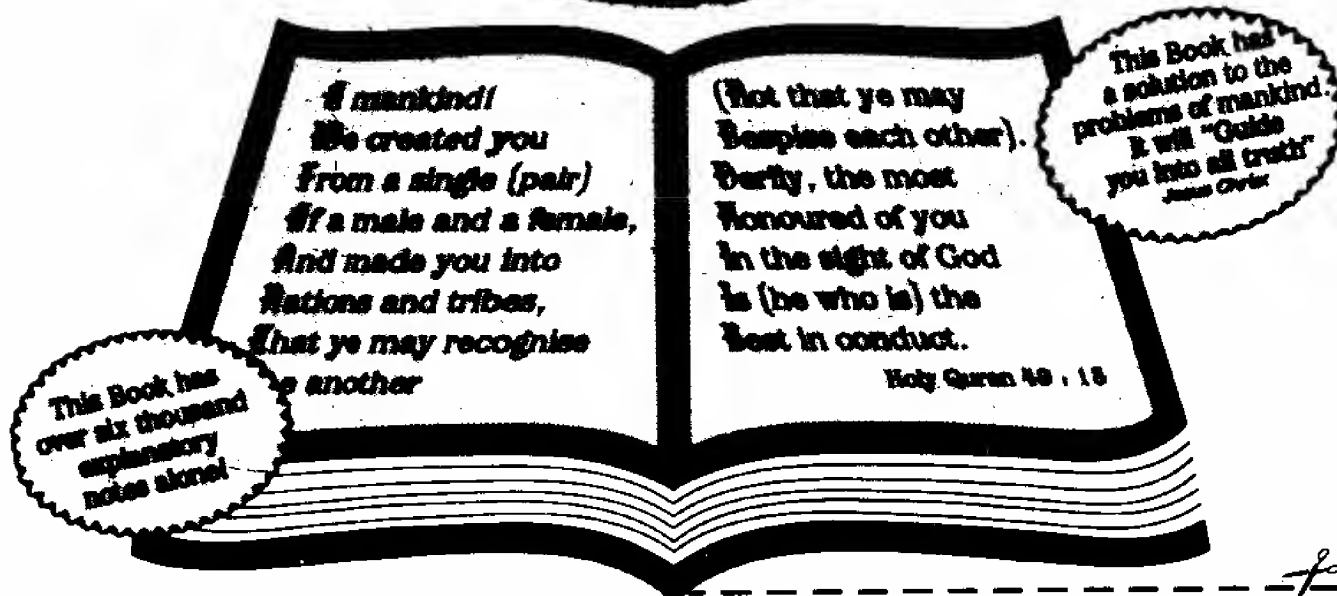 O mankind!
We created you
From a single (pair)
Of a male and a female,
And made you into
Nations and tribes,
That ye may recognise
e another
(Not that ye may
Despise each other).
Verily, the most
Honoured of you
In the sight of God
Is (he who is) the
Best in conduct.
Holy Quran 49 : 13
This Book has
a solution to the
problems of mankind.
It will "Guide
you into all truth"
Jesus Christ
This Book has
over six thousand
explanatory
notes alone!